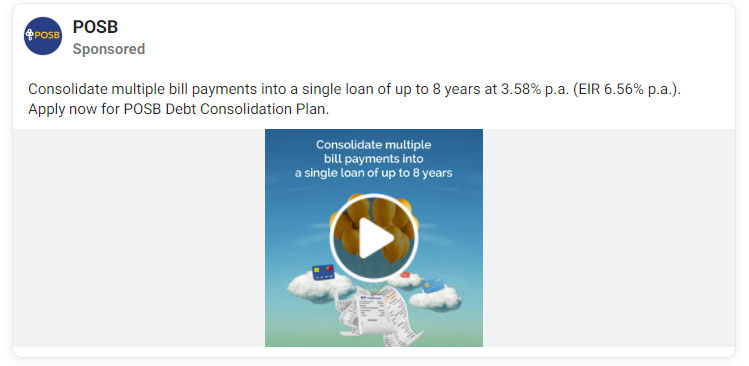 POSB
POSB
Sponsored
Consolidate multiple bill payments into a single loan of up to 8 years at 3.58% p.a. (EIR 6.56% p.a.).
Apply now for POSB Debt Consolidation Plan.
Consolidate multiple
bill payments into
a single loan of up to 8 years